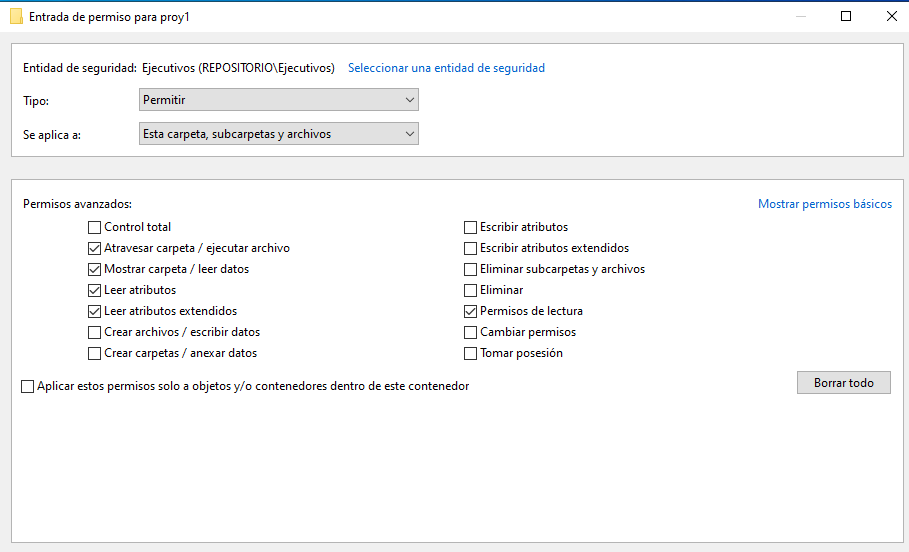 Entrada de permiso para proy1
Entidad de seguridad: Ejecutivos (REPOSITORIO\Ejecutivos) Seleccionar una entidad de seguridad
Tipo: Permitir
Se aplica a: Esta carpeta, subcarpetas y archivos
Permisos avanzados: Mostrar permisos básicos
Control total Escribir atributos
Atravesar carpeta / ejecutar archivo Escribir atributos extendidos
Mostrar carpeta / leer datos Eliminar subcarpetas y archivos
Leer atributos Eliminar
Leer atributos extendidos Permisos de lectura
Crear archivos / escribir datos Cambiar permisos
Crear carpetas / anexar datos Tomar posesión
Aplicar estos permisos solo a objetos y/o contenedores dentro de este contenedor Borrar todo